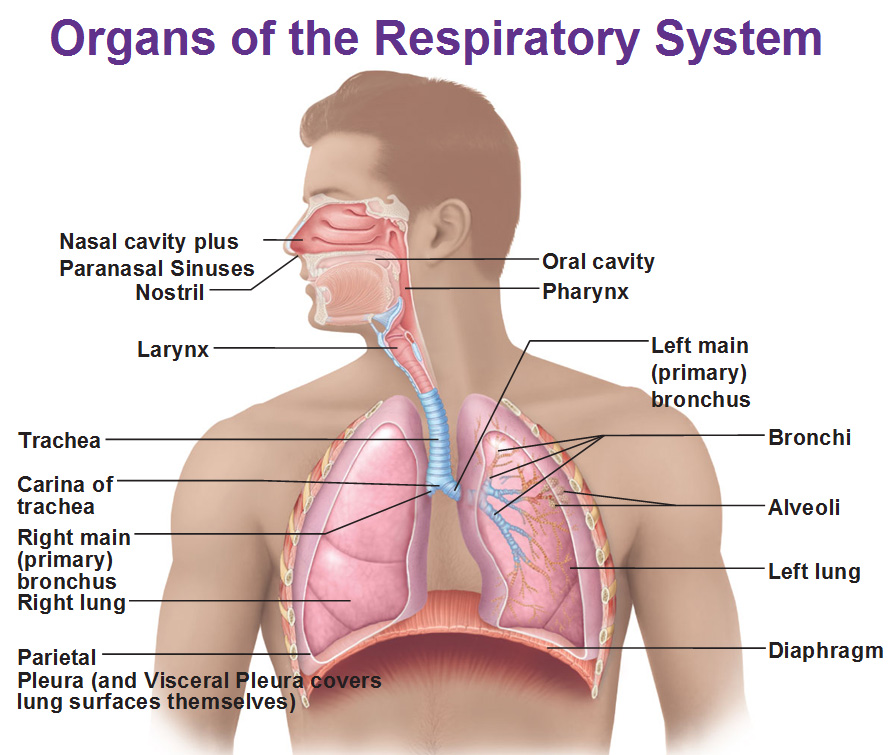 Organs of the Respiratory System
Nasal cavity plus
Paranasal Sinuses
Nostril
Larynx
Trachea
Carina of
trachea
Right main
(primary)
bronchus
Right lung
Parietal
Pleura (and Visceral Pleura covers
lung surfaces themselves)
Oral cavity
Pharynx
Left main
(primary)
bronchus
Bronchi
Alveoli
Left lung
Diaphragm